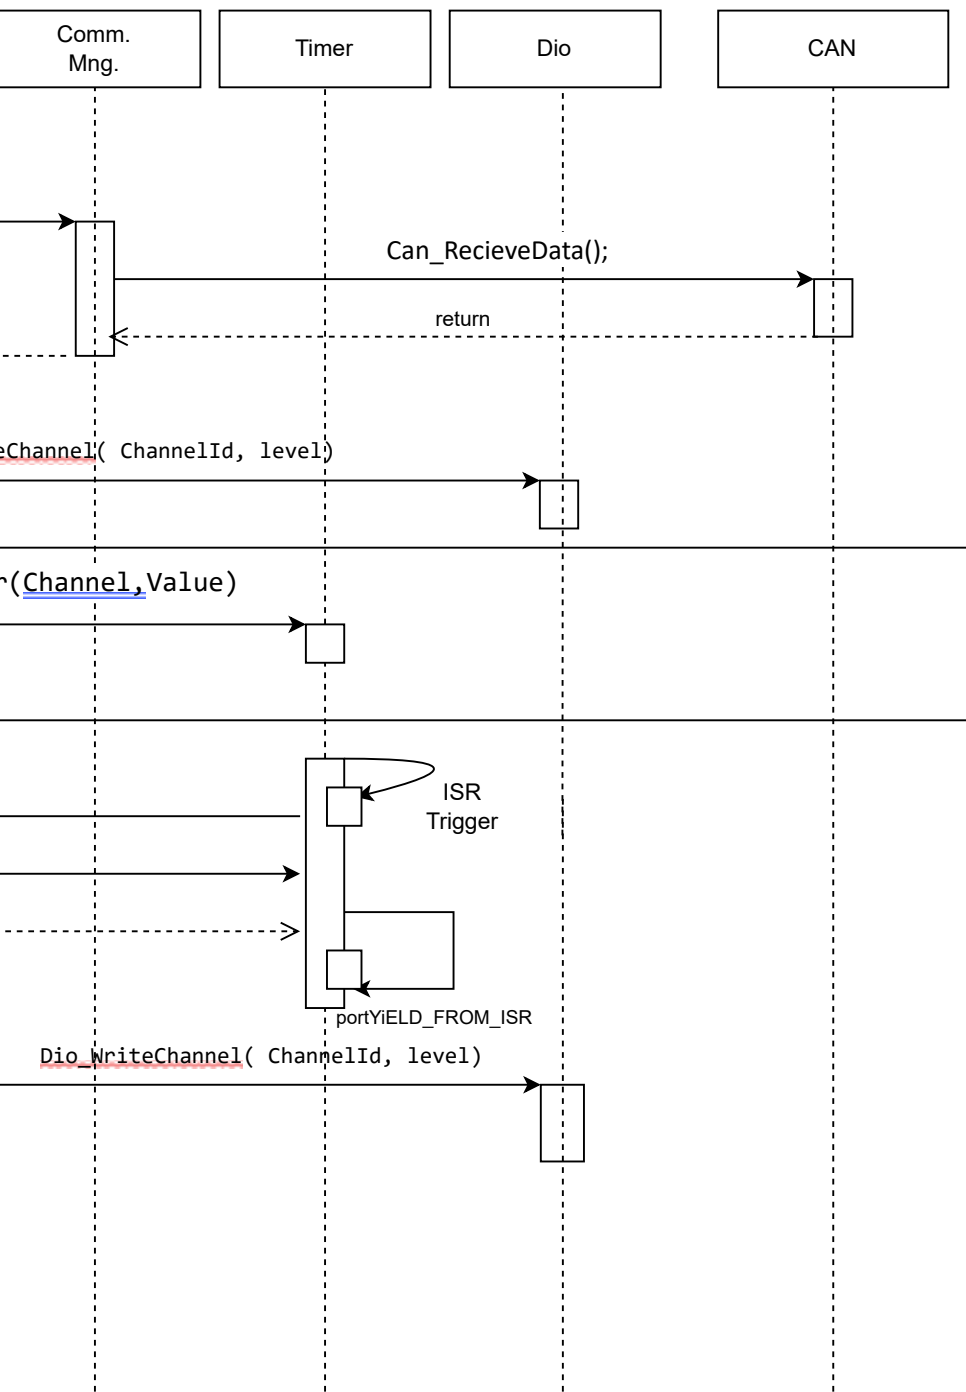 Comm.
Mng.
Timer
Dio
CAN
Can_RecieveData();
return
eChannel( ChannelId, level)
r(Channel,Value)
ISR
Trigger
portYiELD_FROM_ISR
Dio_WriteChannel( ChannelId, level)